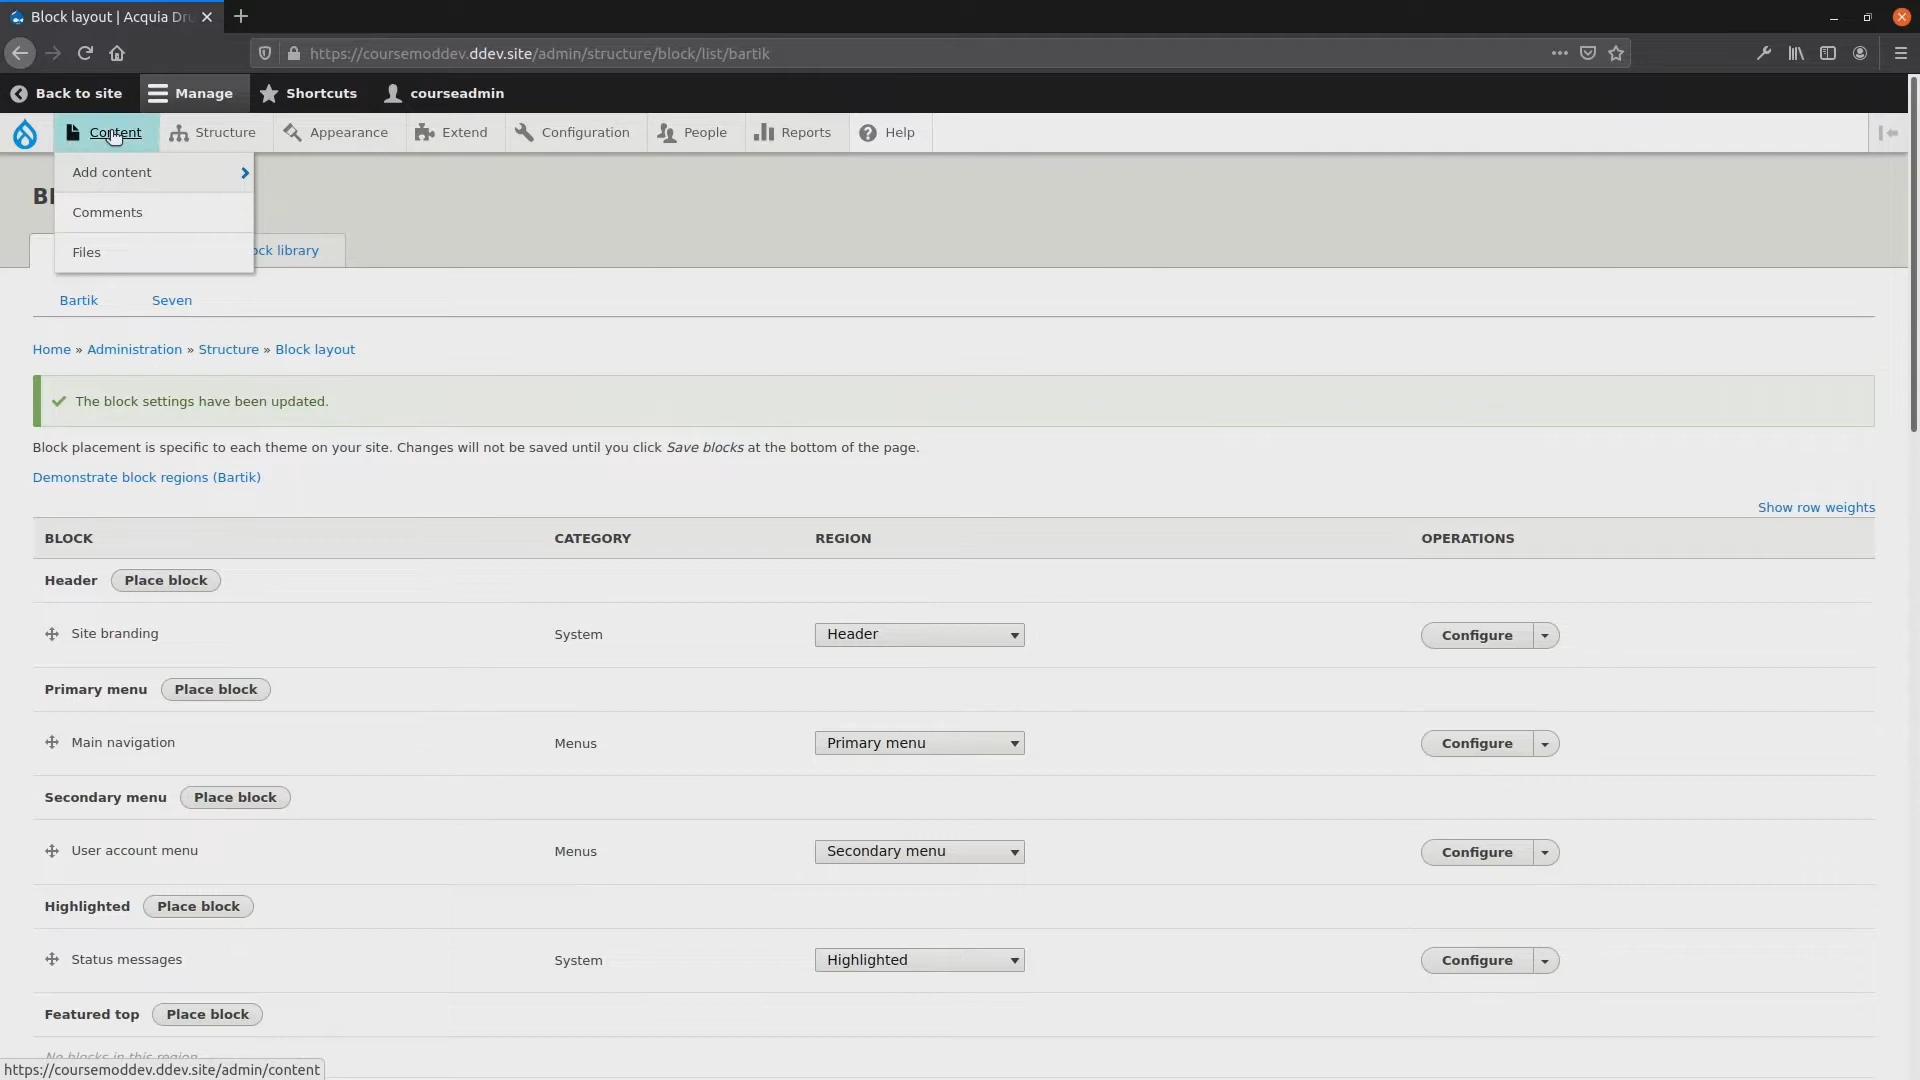 Block layout | Acquia Dr
https://coursemoddev.ddev.site/admin/structure/block/list/bartik
Back to site
Manage
Shortcuts
courseadmin
Content
Structure
Appearance
Extend
Configuration
People
Reports
Help
Add content
Comments
Files
Bl
ock library
Bartik
Seven
Home » Administration » Structure » Block layout
The block settings have been updated.
Block placement is specific to each theme on your site. Changes will not be saved until you click Save blocks at the bottom of the page.
Demonstrate block regions (Bartik)
Show row weights
BLOCK CATEGORY REGION OPERATIONS
Header Place block
Site branding System Header Configure
Primary menu Place block
Main navigation Menus Primary menu Configure
Secondary menu Place block
User account menu Menus Secondary menu Configure
Highlighted Place block
Status messages System Highlighted Configure
Featured top Place block
No blocks in this region
https://coursemoddev.ddev.site/admin/content